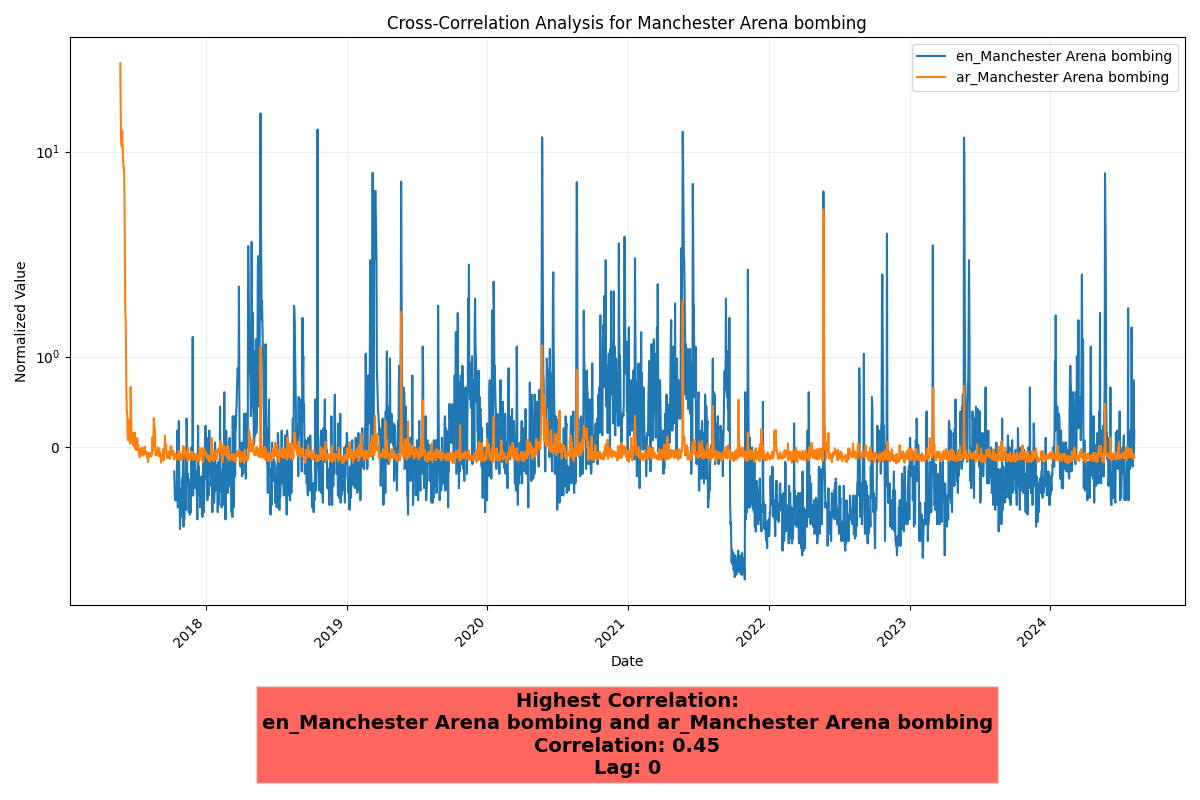 Cross-Correlation Analysis for Manchester Arena bombing
en_Manchester Arena bombing
ar_Manchester Arena bombing
Normalized Value
10¹
10⁰
0
2018
2019
2020
2021
2022
2023
2024
Date
Highest Correlation:
en_Manchester Arena bombing and ar_Manchester Arena bombing
Correlation: 0.45
Lag: 0